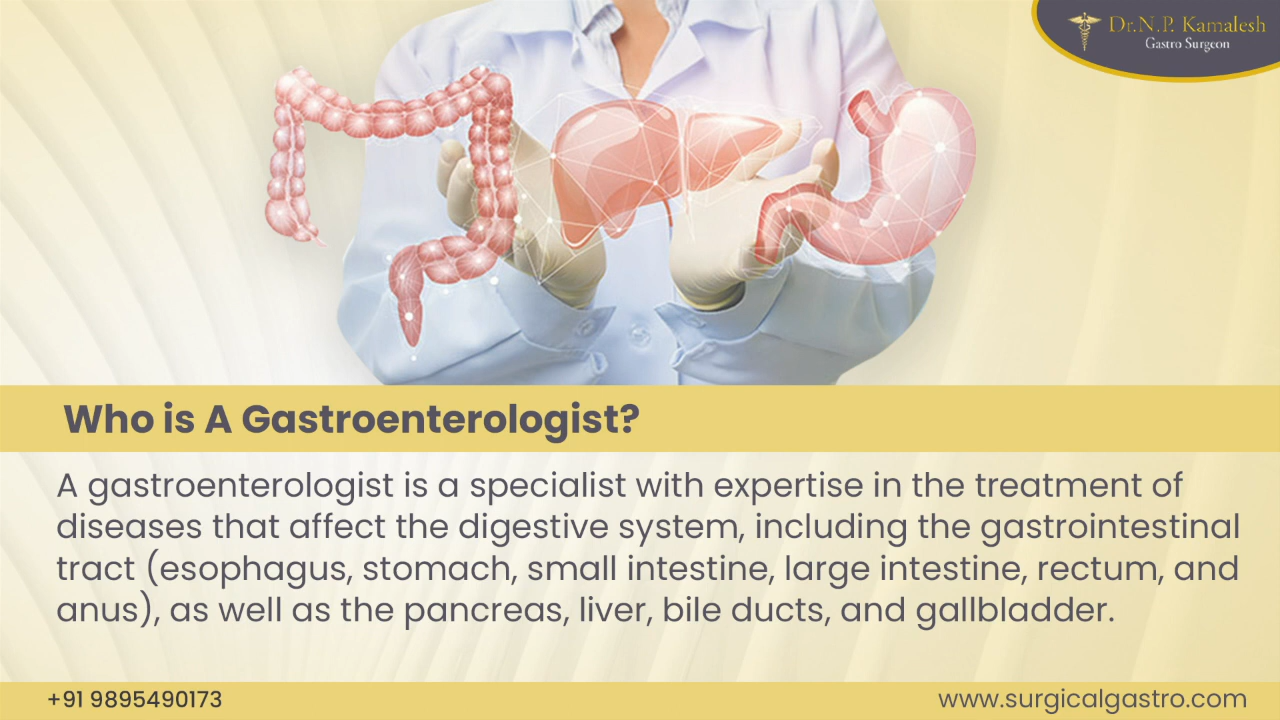 Dr.N.P. Kamalesh
Gastro Surgeon
Who is A Gastroenterologist?
A gastroenterologist is a specialist with expertise in the treatment of
diseases that affect the digestive system, including the gastrointestinal
tract (esophagus, stomach, small intestine, large intestine, rectum, and
anus), as well as the pancreas, liver, bile ducts, and gallbladder.
+91 9895490173
www.surgicalgastro.com